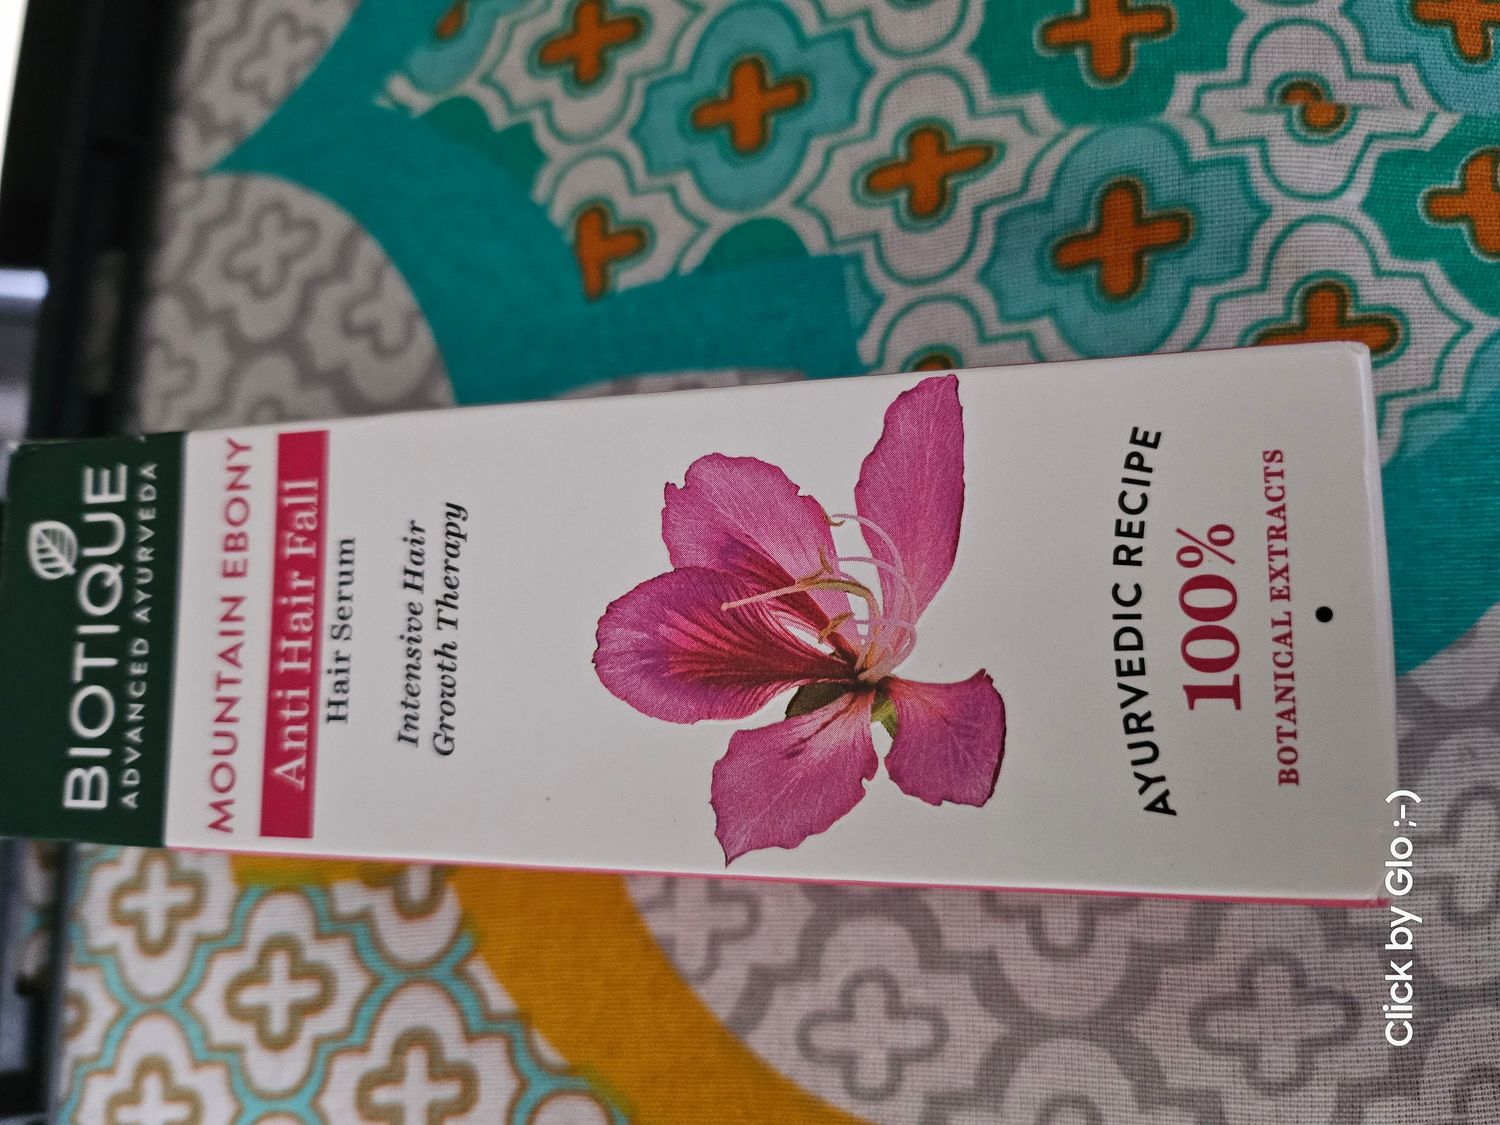 BIOTIQUE
ADVANCED AYURVEDA
MOUNTAIN EBONY
Anti Hair Fall
Hair Serum
Intensive Hair
Growth Therapy
AYURVEDIC RECIPE
100%
BOTANICAL EXTRACTS
Click by Glo ;-)